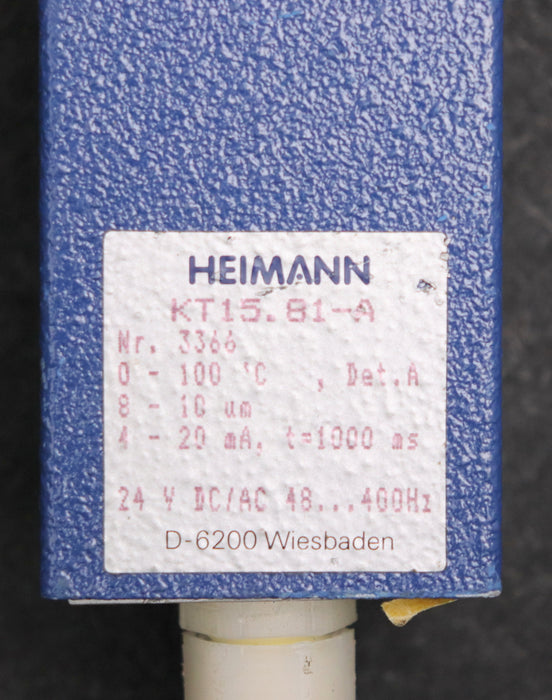 HEIMANN
KT15.81-A
Nr. 3366
0 - 100 °C , Det.A
8 - 10 um
4 - 20 mA, t=1000 ms
24 V DC/AC 48...400Hz
D-6200 Wiesbaden